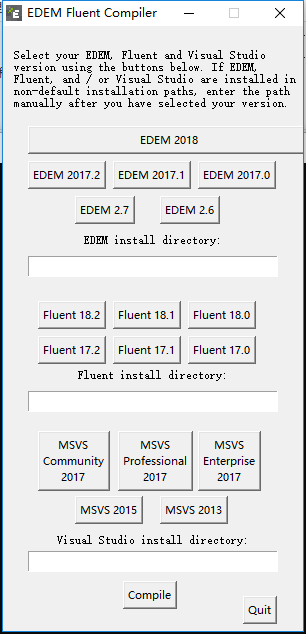 EDEM Fluent Compiler
Select your EDEM, Fluent and Visual Studio
version using the buttons below. If EDEM,
Fluent, and / or Visual Studio are installed in
non-default installation paths, enter the path
manually after you have selected your version.
EDEM 2018
EDEM 2017.2 EDEM 2017.1 EDEM 2017.0
EDEM 2.7 EDEM 2.6
EDEM install directory:
Fluent 18.2 Fluent 18.1 Fluent 18.0
Fluent 17.2 Fluent 17.1 Fluent 17.0
Fluent install directory:
MSVS Community 2017 MSVS Professional 2017 MSVS Enterprise 2017
MSVS 2015 MSVS 2013
Visual Studio install directory:
Compile
Quit